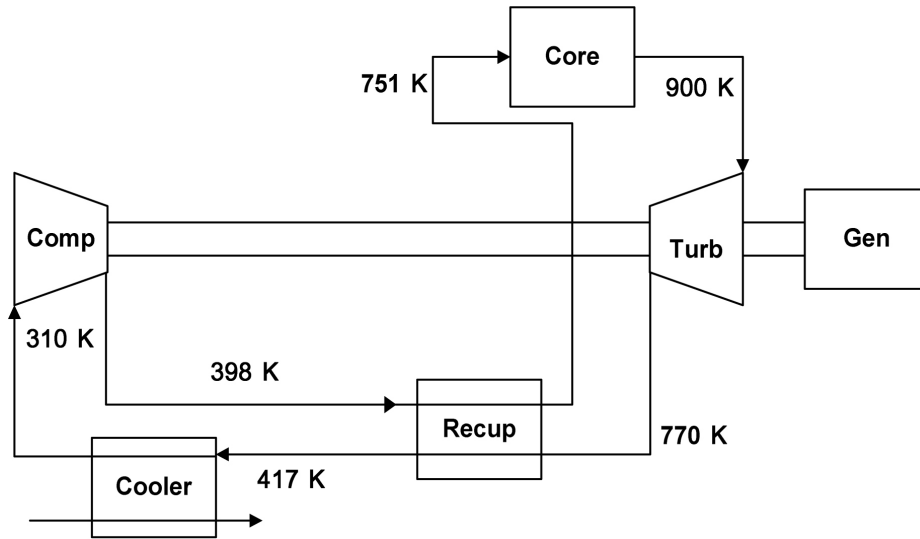 Core
751 K
900 K
Comp
Turb
Gen
310 K
398 K
Recup
770 K
417 K
Cooler